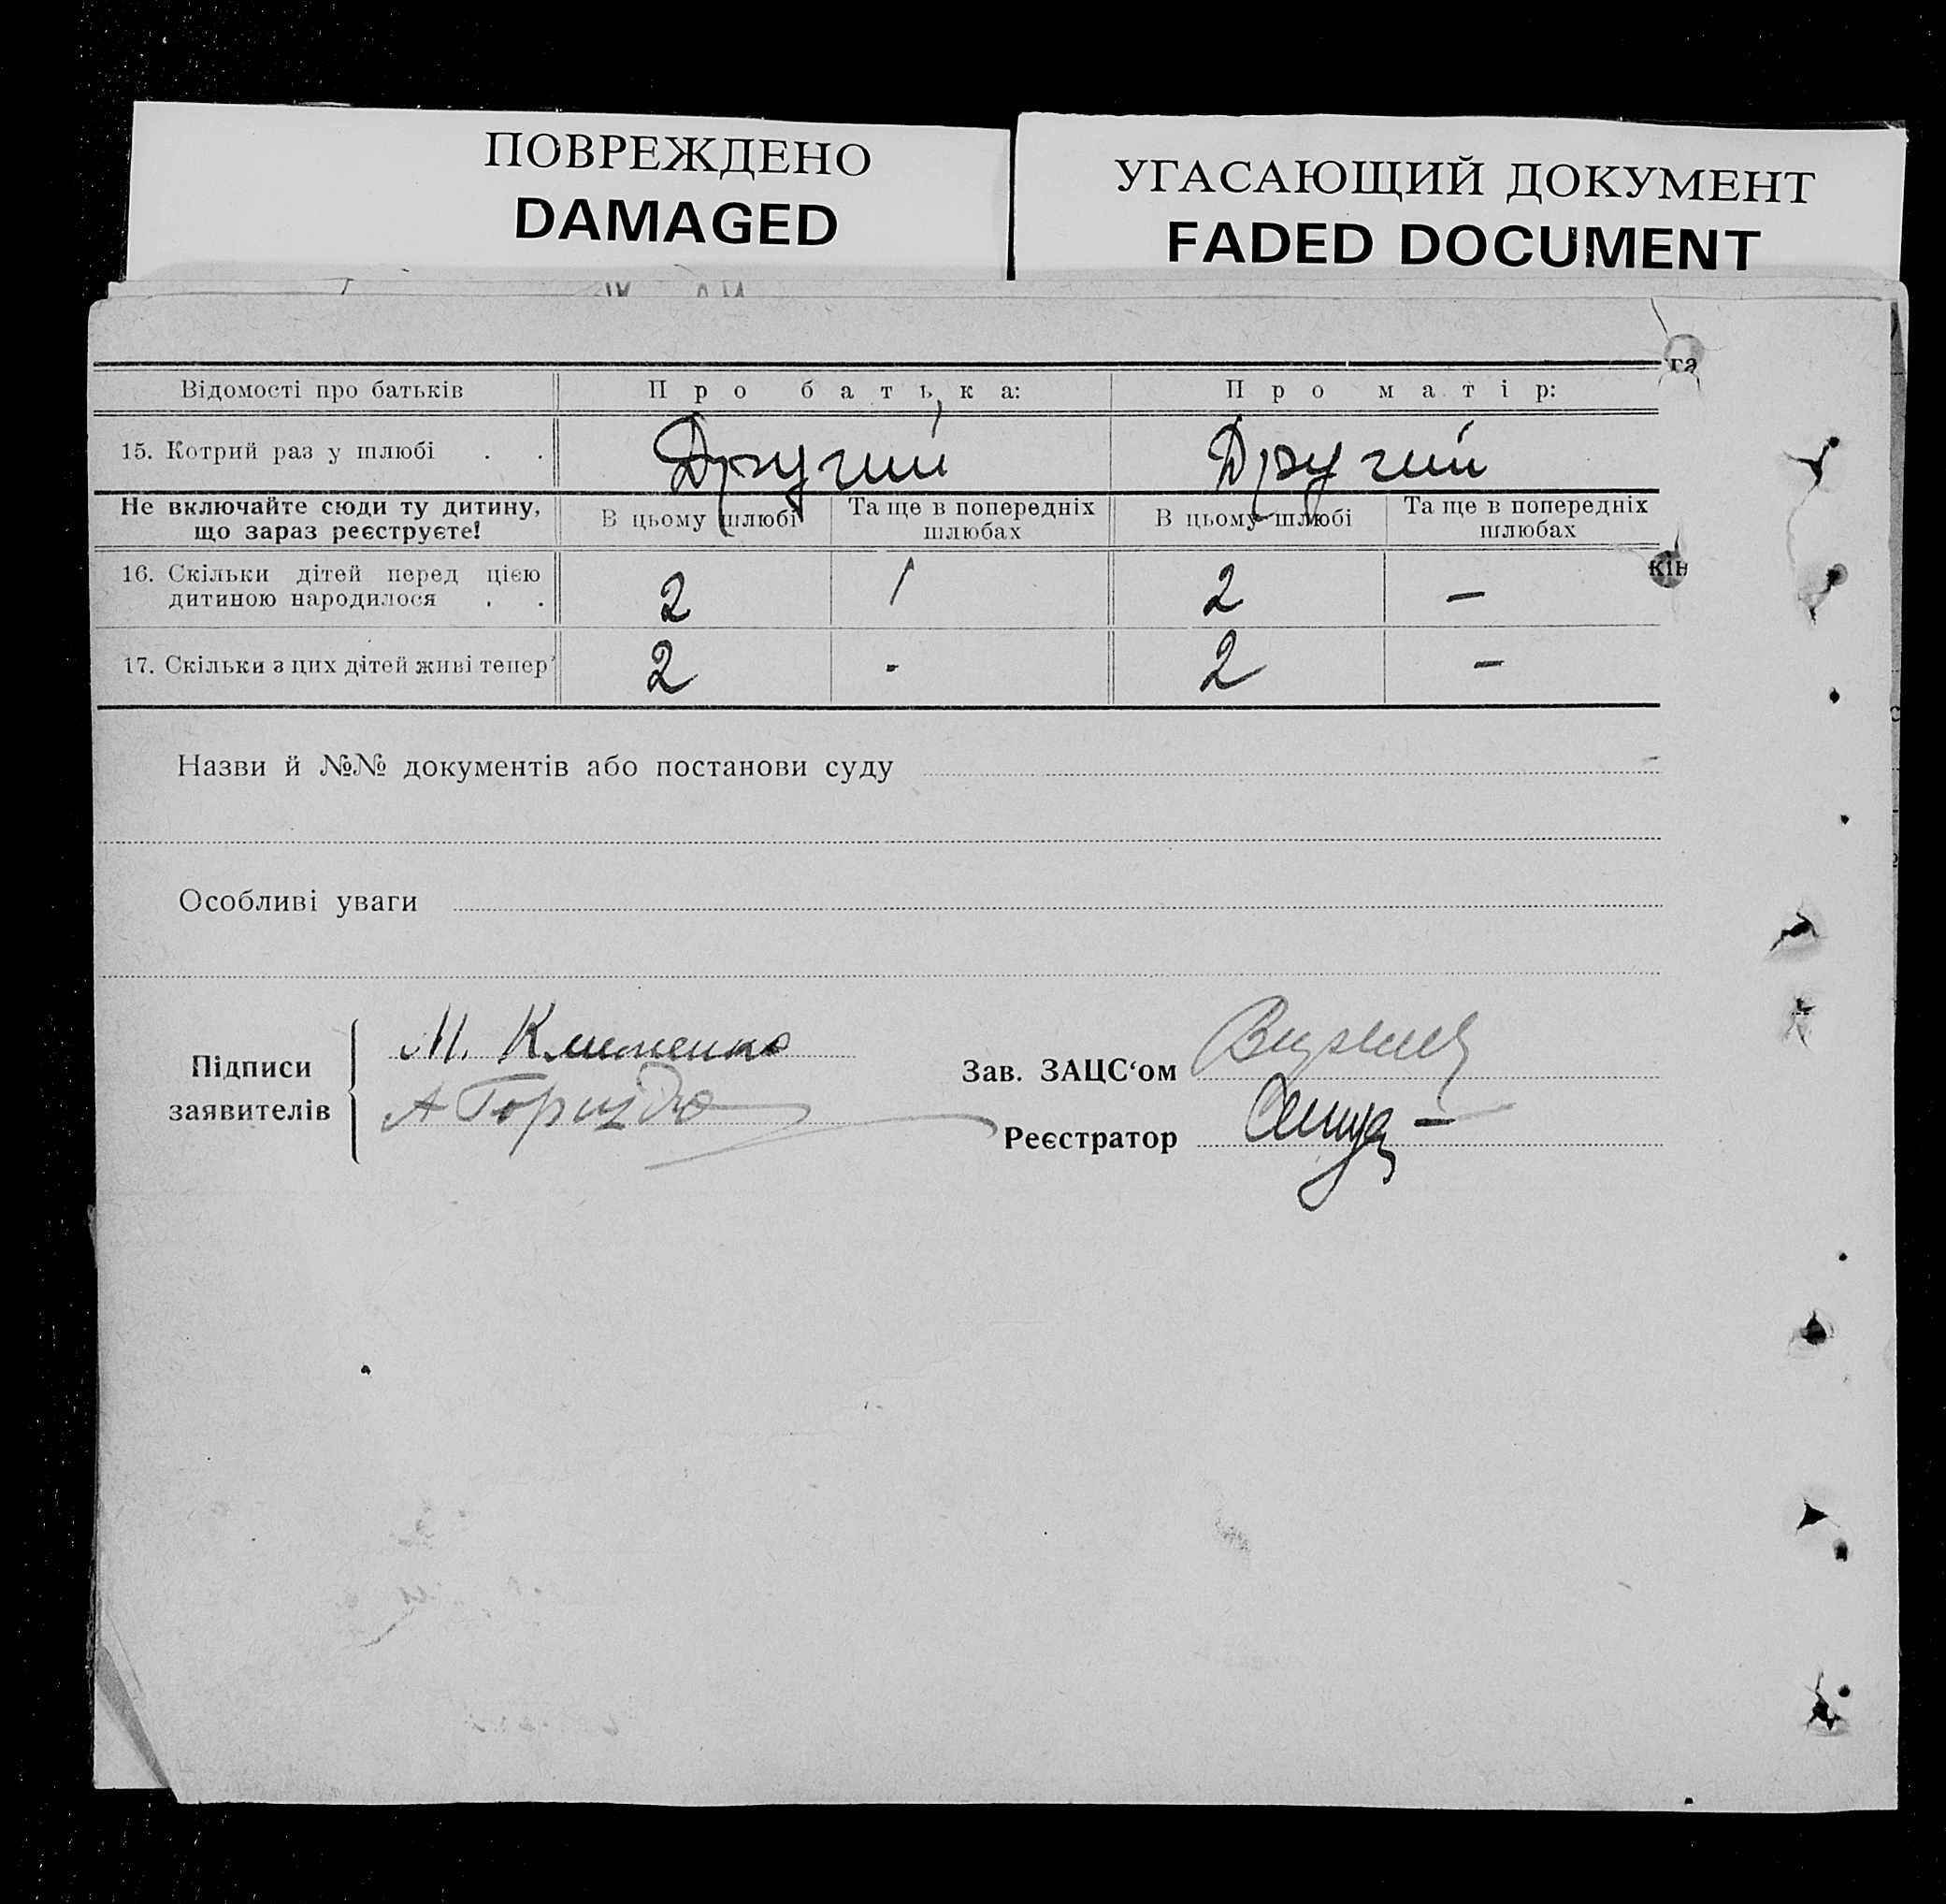 ПОВРЕЖДЕНО
DAMAGED
УГАСАЮЩИЙ ДОКУМЕНТ
FADED DOCUMENT
Відомості про батьків Про батька: Про матір:
15. Котрий раз у шлюбі . . Другий Другий
Не включайте сюди ту дитину, що зараз реєструєте! В цьому шлюбі Та ще в попередніх шлюбах В цьому шлюбі Та ще в попередніх шлюбах
16. Скільки дітей перед цією
дитиною народилося . . 2 1 2 —
17. Скільки з цих дітей живі тепер 2 - 2 —
Назви й №№ документів або постанови суду
Особливі уваги
Підписи заявителів
М. Клименко
Зав. ЗАЦС‘ом
Реєстратор
га
кін